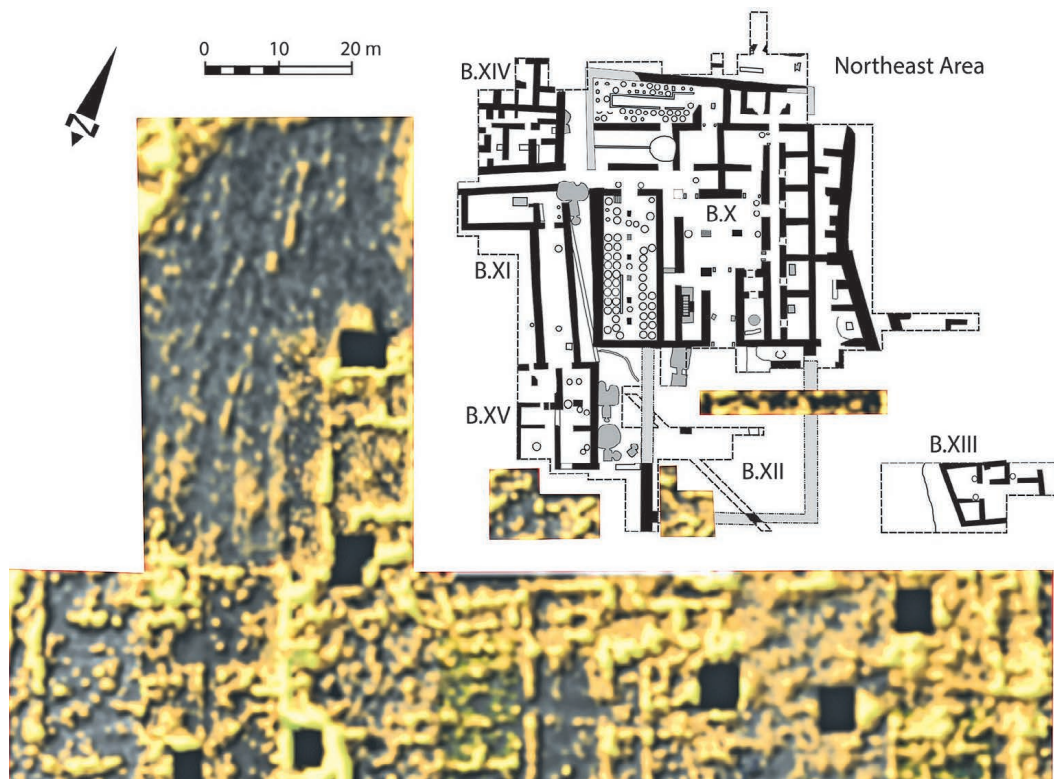 0 10 20 m
Northeast Area
B.XIV
B.X
B.XI
B.XV
B.XII
B.XIII
N